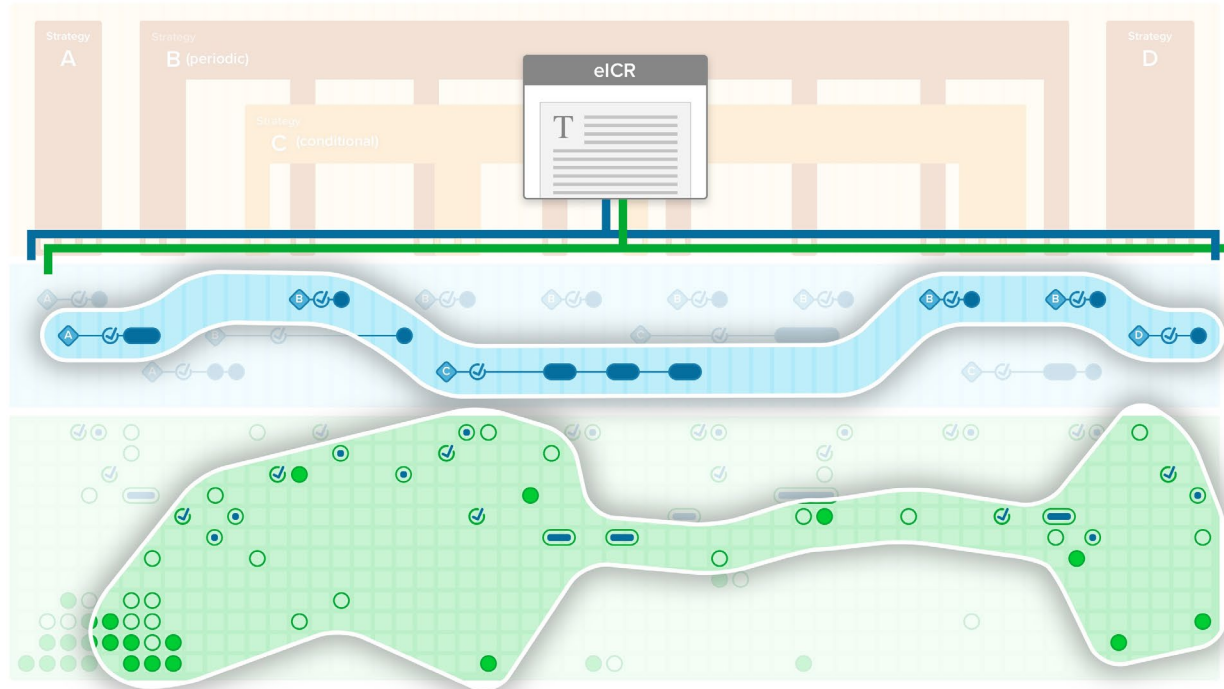 Strategy
A
Strategy
B (periodic)
Strategy
C (conditional)
Strategy
D
eICR
T
A
B
B
B
B
B
B
B
A
B
C
D
A
C
C